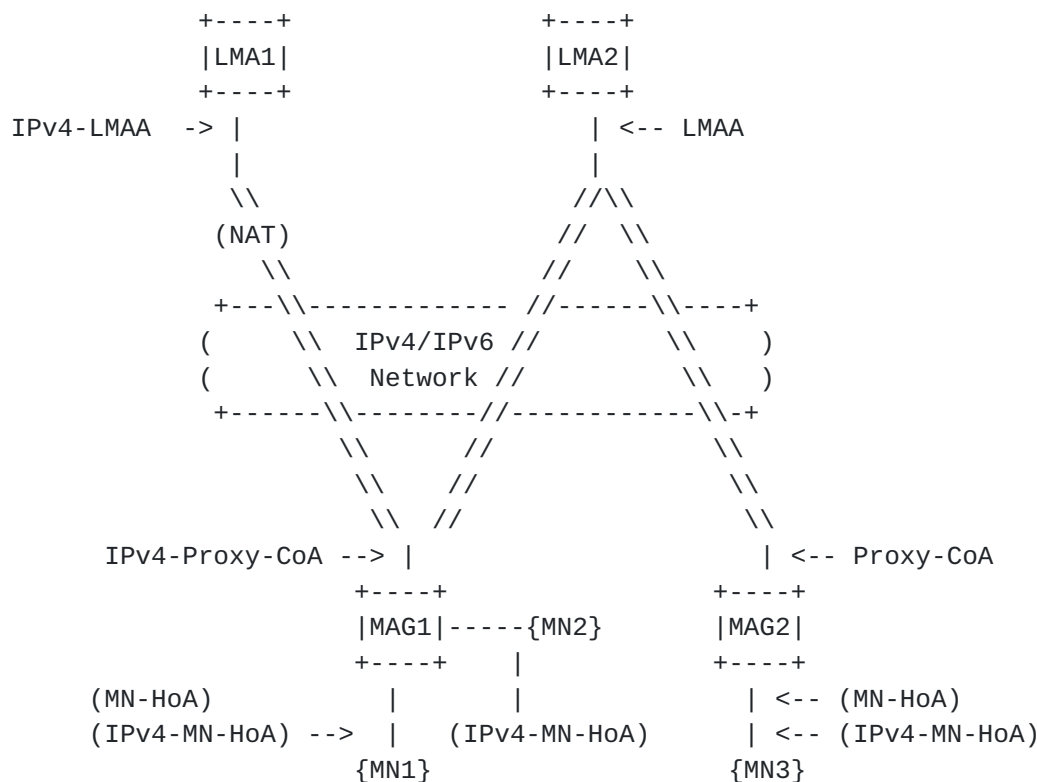 +----+                +----+
|LMA1|                |LMA2|
+----+                +----+
IPv4-LMAA  -> |                       | <-- LMAA
|                       |
\\                     //\\
(NAT)                  //  \\
\\                 //     \\
+---\\------------- //------\\----+
(     \\  IPv4/IPv6 //        \\    )
(      \\  Network //          \\   )
+------\\--------//------------\\-+
\\       //               \\
\\    //                  \\
\\  //                    \\
IPv4-Proxy-CoA --> |                       | <-- Proxy-CoA
+----+                  +----+
|MAG1|-----{MN2}        |MAG2|
+----+    |             +----+
(MN-HoA)            |       |               | <-- (MN-HoA)
(IPv4-MN-HoA) -->  |   (IPv4-MN-HoA)       | <-- (IPv4-MN-HoA)
{MN1}                    {MN3}